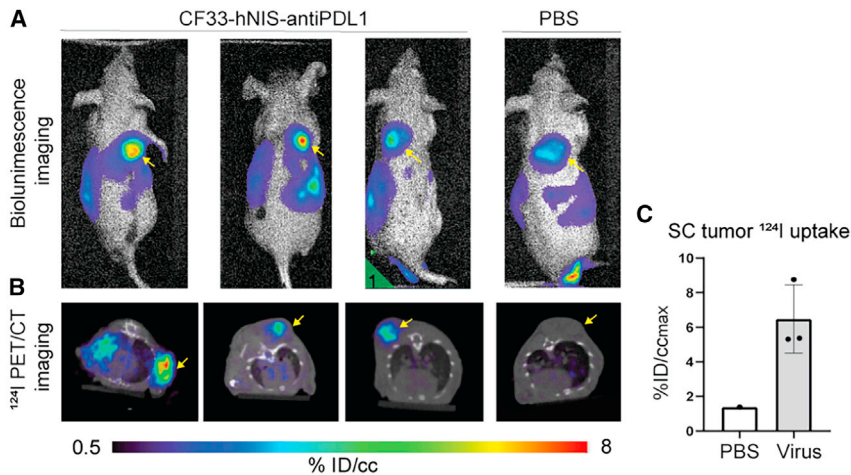 A
CF33-hNIS-antiPDL1
PBS
Biolunimescence
imaging
1
B
¹²⁴I PET/CT
imaging
0.5
8
% ID/cc
C
SC tumor ¹²⁴I uptake
%ID/ccmax
10
8
6
4
2
0
PBS
Virus